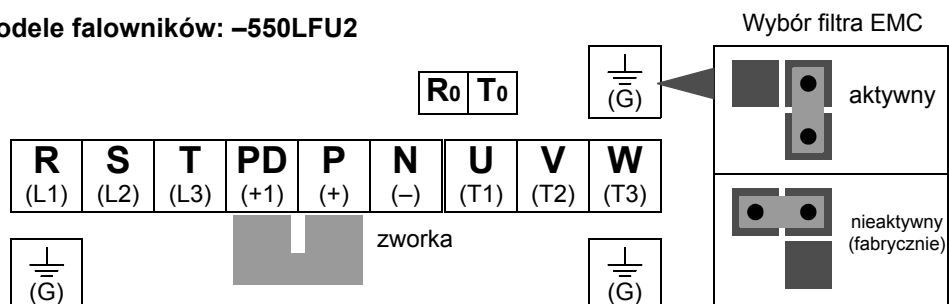 odele falowników: –550LFU2
Wybór filtra EMC
R0 T0
(G)
aktywny
R S T PD P N U V W
(L1) (L2) (L3) (+1) (+) (–) (T1) (T2) (T3)
nieaktywny
(fabrycznie)
zworka
(G)
(G)